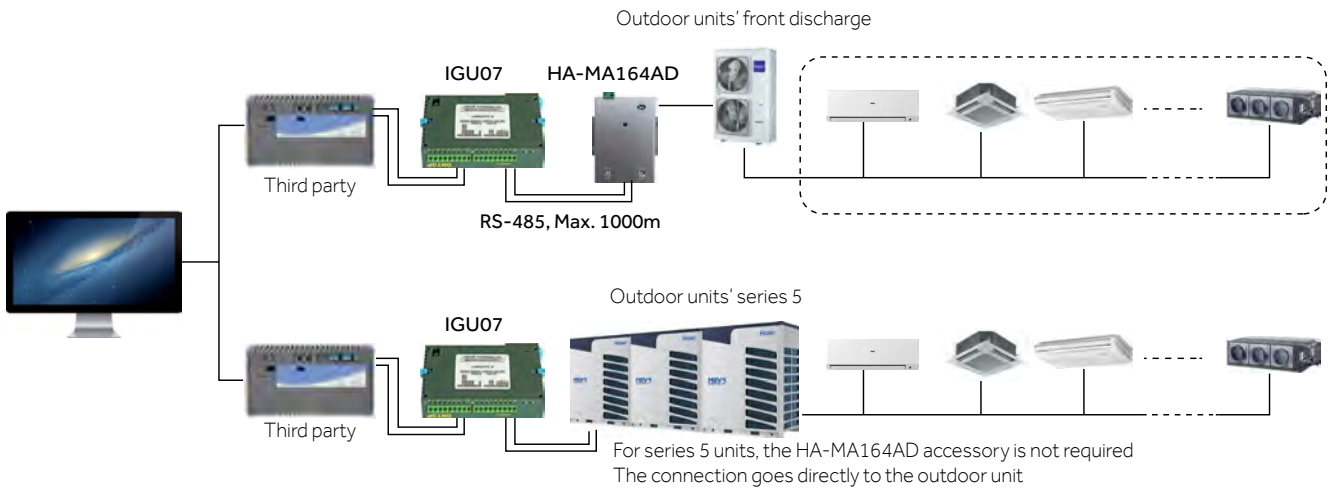 Outdoor units' front discharge
IGU07
HA-MA164AD
Third party
RS-485, Max. 1000m
Outdoor units' series 5
IGU07
Haier
Third party
For series 5 units, the HA-MA164AD accessory is not required
The connection goes directly to the outdoor unit